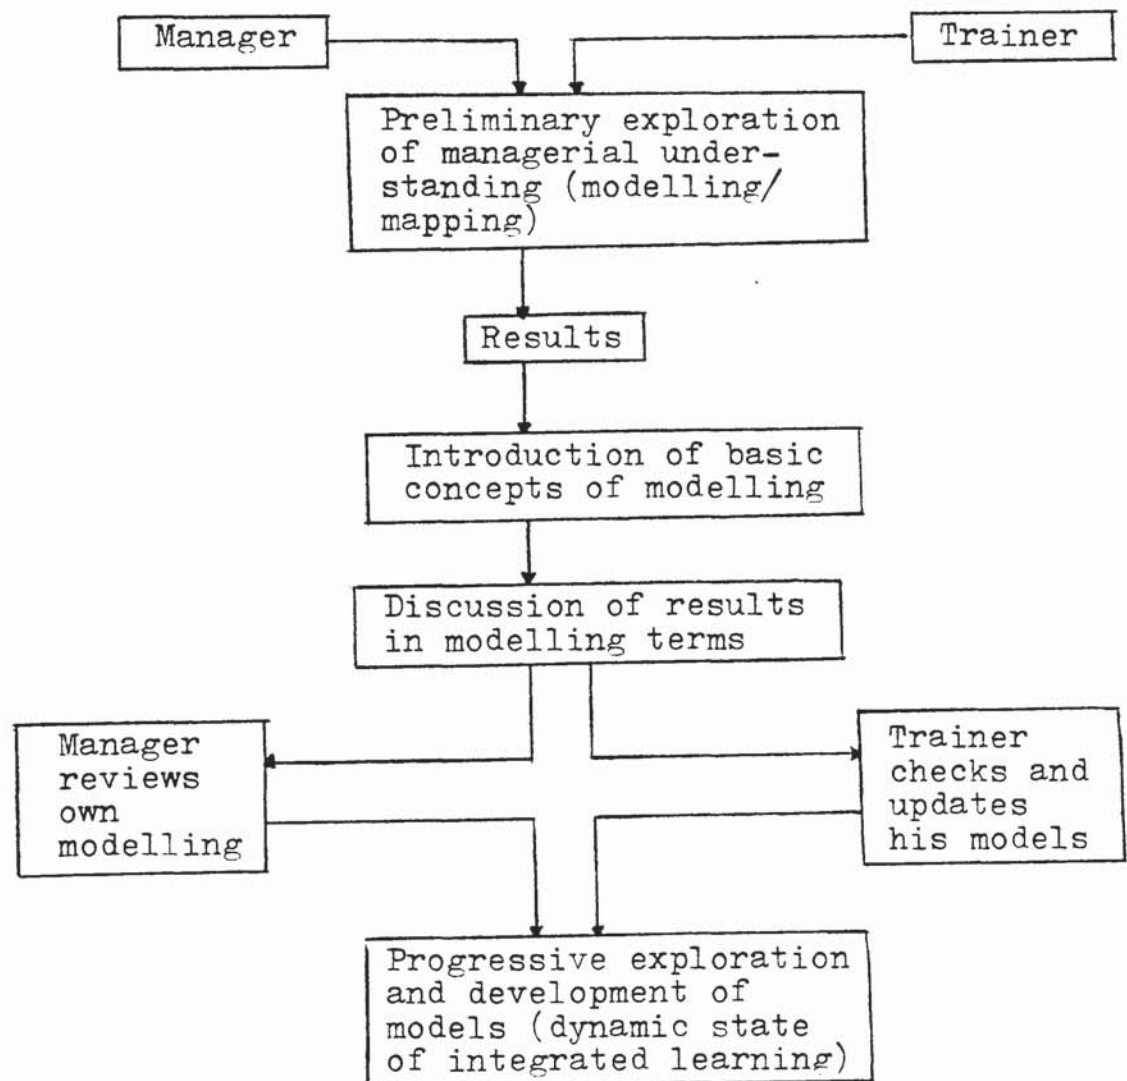 Manager
Trainer
Preliminary exploration
of managerial under-
standing (modelling/
mapping)
Results
Introduction of basic
concepts of modelling
Discussion of results
in modelling terms
Manager
reviews
own
modelling
Trainer
checks and
updates
his models
Progressive exploration
and development of
models (dynamic state
of integrated learning)